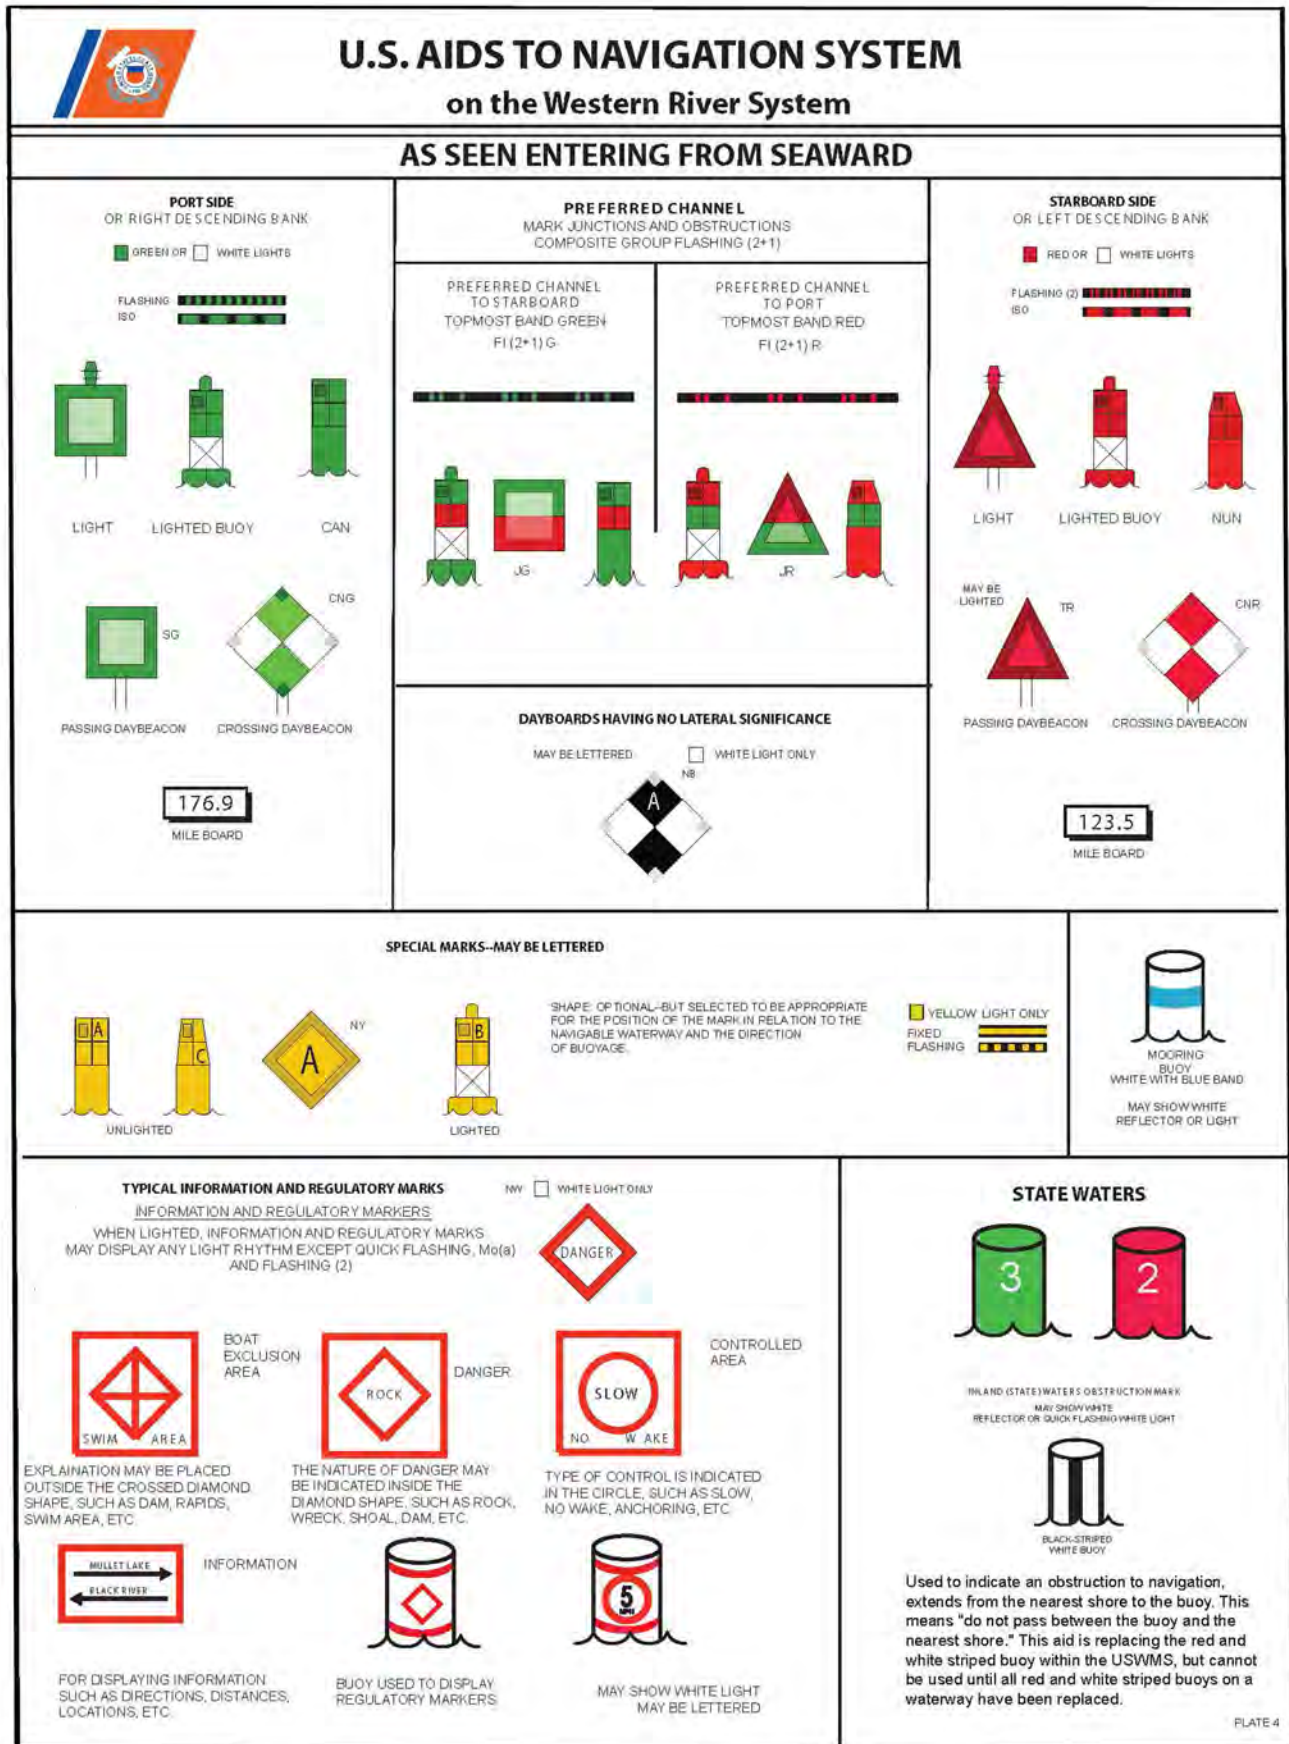 U.S. AIDS TO NAVIGATION SYSTEM
on the Western River System
AS SEEN ENTERING FROM SEAWARD
PORT SIDE
OR RIGHT DESCENDING BANK
GREEN OR WHITE LIGHTS
FLASHING
ISO
LIGHT
LIGHTED BUOY
CAN
SG
CNG
PASSING DAYBEACON
CROSSING DAYBEACON
176.9
MILE BOARD
PREFERRED CHANNEL
MARK JUNCTIONS AND OBSTRUCTIONS
COMPOSITE GROUP FLASHING (2+1)
PREFERRED CHANNEL
TO STARBOARD
TOPMOST BAND GREEN
FI (2+1) G
JG
PREFERRED CHANNEL
TO PORT
TOPMOST BAND RED
FI (2+1) R
JR
DAYBOARDS HAVING NO LATERAL SIGNIFICANCE
MAY BE LETTERED
WHITE LIGHT ONLY
NB
A
STARBOARD SIDE
OR LEFT DESCENDING BANK
RED OR WHITE LIGHTS
FLASHING (2)
ISO
LIGHT
LIGHTED BUOY
NUN
MAY BE
LIGHTED
TR
CNR
PASSING DAYBEACON
CROSSING DAYBEACON
123.5
MILE BOARD
SPECIAL MARKS--MAY BE LETTERED
A
C
NY
A
B
UNLIGHTED
LIGHTED
SHAPE: OPTIONAL--BUT SELECTED TO BE APPROPRIATE
FOR THE POSITION OF THE MARK IN RELATION TO THE
NAVIGABLE WATERWAY AND THE DIRECTION
OF BUOYAGE.
YELLOW LIGHT ONLY
FIXED
FLASHING
MOORING
BUOY
WHITE WITH BLUE BAND
MAY SHOW WHITE
REFLECTOR OR LIGHT
TYPICAL INFORMATION AND REGULATORY MARKS
NW WHITE LIGHT ONLY
INFORMATION AND REGULATORY MARKERS
WHEN LIGHTED, INFORMATION AND REGULATORY MARKS
MAY DISPLAY ANY LIGHT RHYTHM EXCEPT QUICK FLASHING, Mo(a)
AND FLASHING (2)
DANGER
SWIM AREA
BOAT
EXCLUSION
AREA
EXPLAINATION MAY BE PLACED
OUTSIDE THE CROSSED DIAMOND
SHAPE, SUCH AS DAM, RAPIDS,
SWIM AREA, ETC.
ROCK
DANGER
THE NATURE OF DANGER MAY
BE INDICATED INSIDE THE
DIAMOND SHAPE, SUCH AS ROCK,
WRECK, SHOAL, DAM, ETC.
SLOW
NO W AKE
CONTROLLED
AREA
TYPE OF CONTROL IS INDICATED
IN THE CIRCLE, SUCH AS SLOW,
NO WAKE, ANCHORING, ETC.
MULLET LAKE
BLACK RIVER
INFORMATION
FOR DISPLAYING INFORMATION
SUCH AS DIRECTIONS, DISTANCES,
LOCATIONS, ETC.
BUOY USED TO DISPLAY
REGULATORY MARKERS
5
MPH
MAY SHOW WHITE LIGHT
MAY BE LETTERED
STATE WATERS
3
2
INLAND (STATE) WATERS OBSTRUCTION MARK
MAY SHOW WHITE
REFLECTOR OR QUICK FLASHING WHITE LIGHT
BLACK-STRIPED
WHITE BUOY
Used to indicate an obstruction to navigation,
extends from the nearest shore to the buoy. This
means "do not pass between the buoy and the
nearest shore." This aid is replacing the red and
white striped buoy within the USWMS, but cannot
be used until all red and white striped buoys on a
waterway have been replaced.
PLATE 4